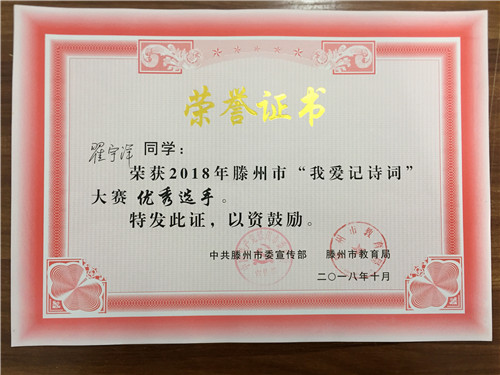 荣誉证书
翟宇洋 同学：
荣获2018年滕州市“我爱记诗词”
大赛 优秀选手。
特发此证，以资鼓励。
中共滕州市委宣传部 滕州市教育局
二〇一八年十月